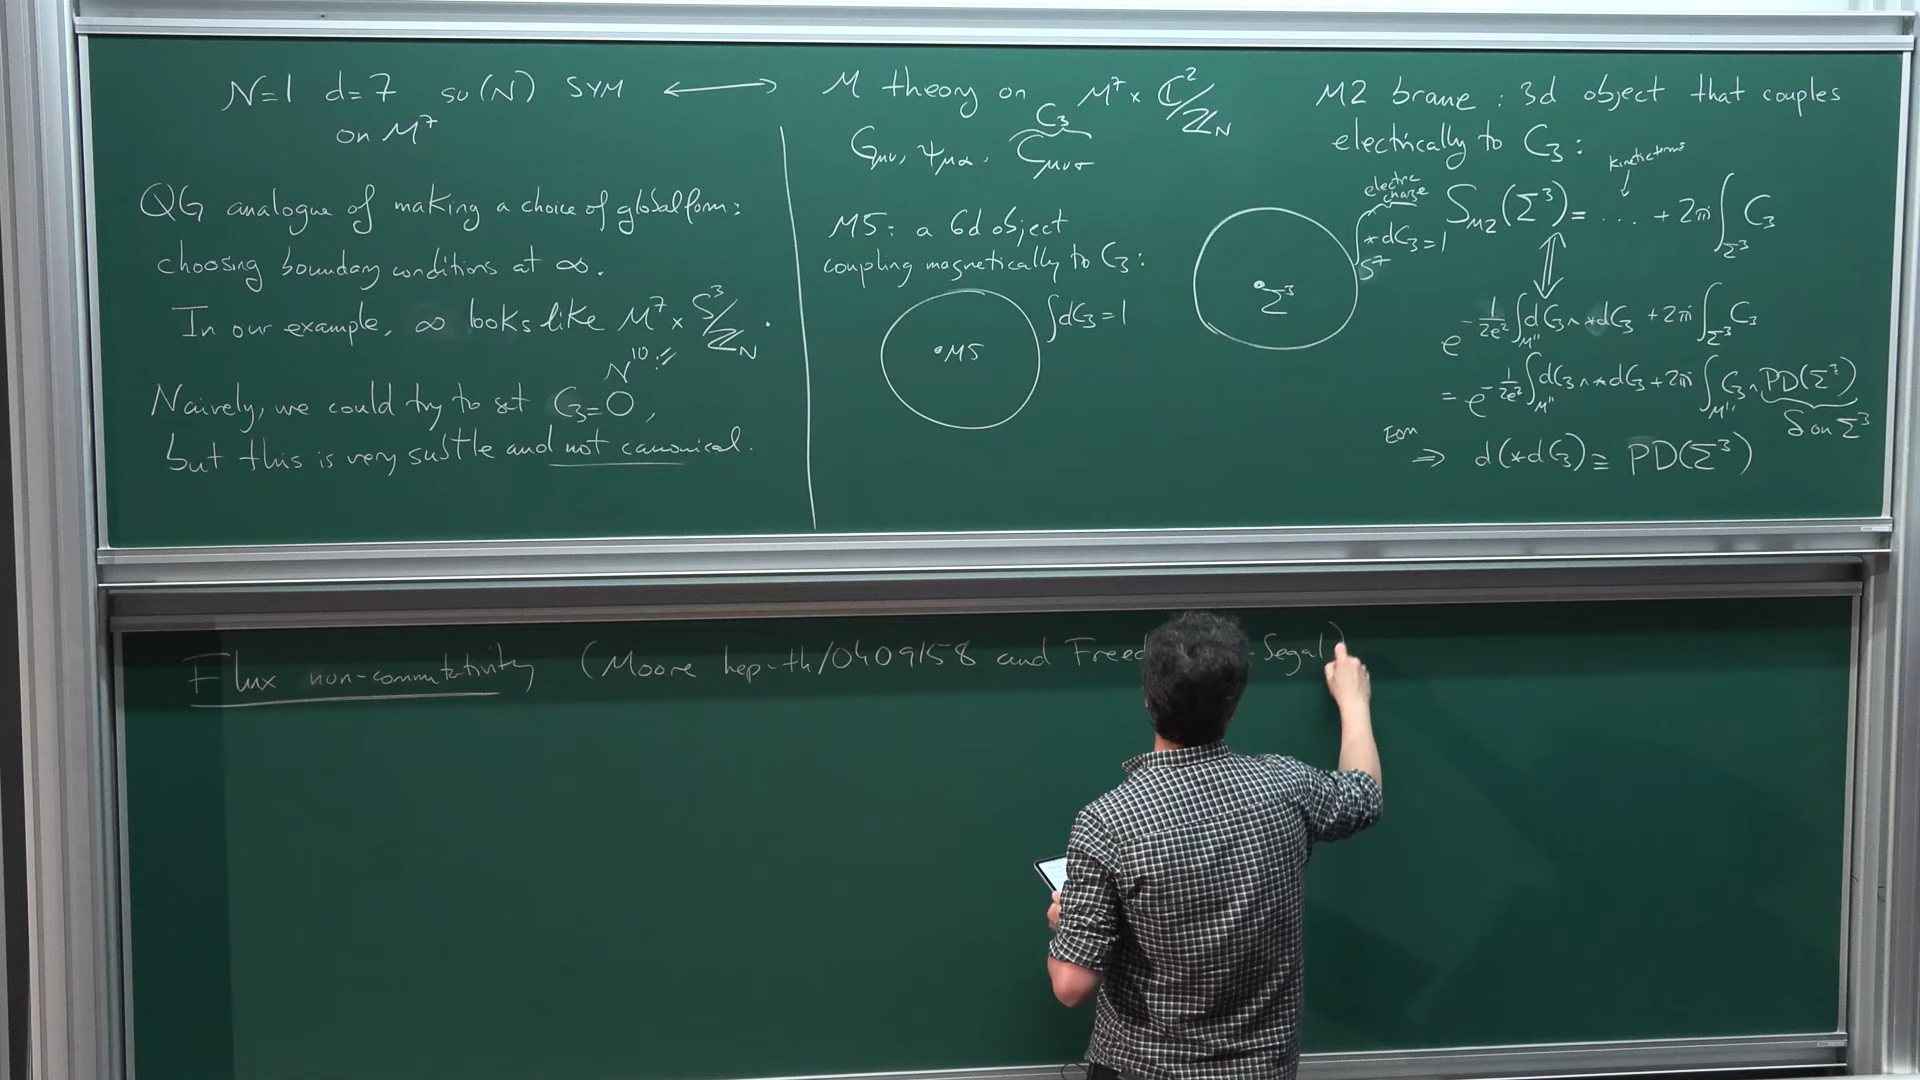 N=1 d=7 su(N) SYM ⟷ M theory on M⁷ × ℂ²/ℤ_N
on M⁷
QG analogue of making a choice of global form:
choosing boundary conditions at ∞.
In our example, ∞ looks like M⁷ × S³/ℤ_N.
N¹⁰ !!
Naively, we could try to set C₃=0,
but this is very subtle and not canonical.
C₃
G_μν, ψ_μα, C_μνσ
M5: a 6d object
coupling magnetically to C₃:
∫dC₃=1
•M5
M2 brane: 3d object that couples
electrically to C₃:
kinetic terms
electric charge
∫_{S⁷} *dC₃=1
Σ³
S_M2(Σ³) = ... + 2πi ∫_{Σ³} C₃
⇕
e^{-1/2e² ∫_{M¹¹} dC₃∧*dC₃ + 2πi ∫_{Σ³} C₃}
= e^{-1/2e² ∫_{M¹¹} dC₃∧*dC₃ + 2πi ∫_{M¹¹} C₃∧PD(Σ³)}
δ on Σ³
EOM
⇒ d(*dC₃) ≅ PD(Σ³)
Flux non-commutativity (Moore hep-th/0409158 and Freed -Segal)